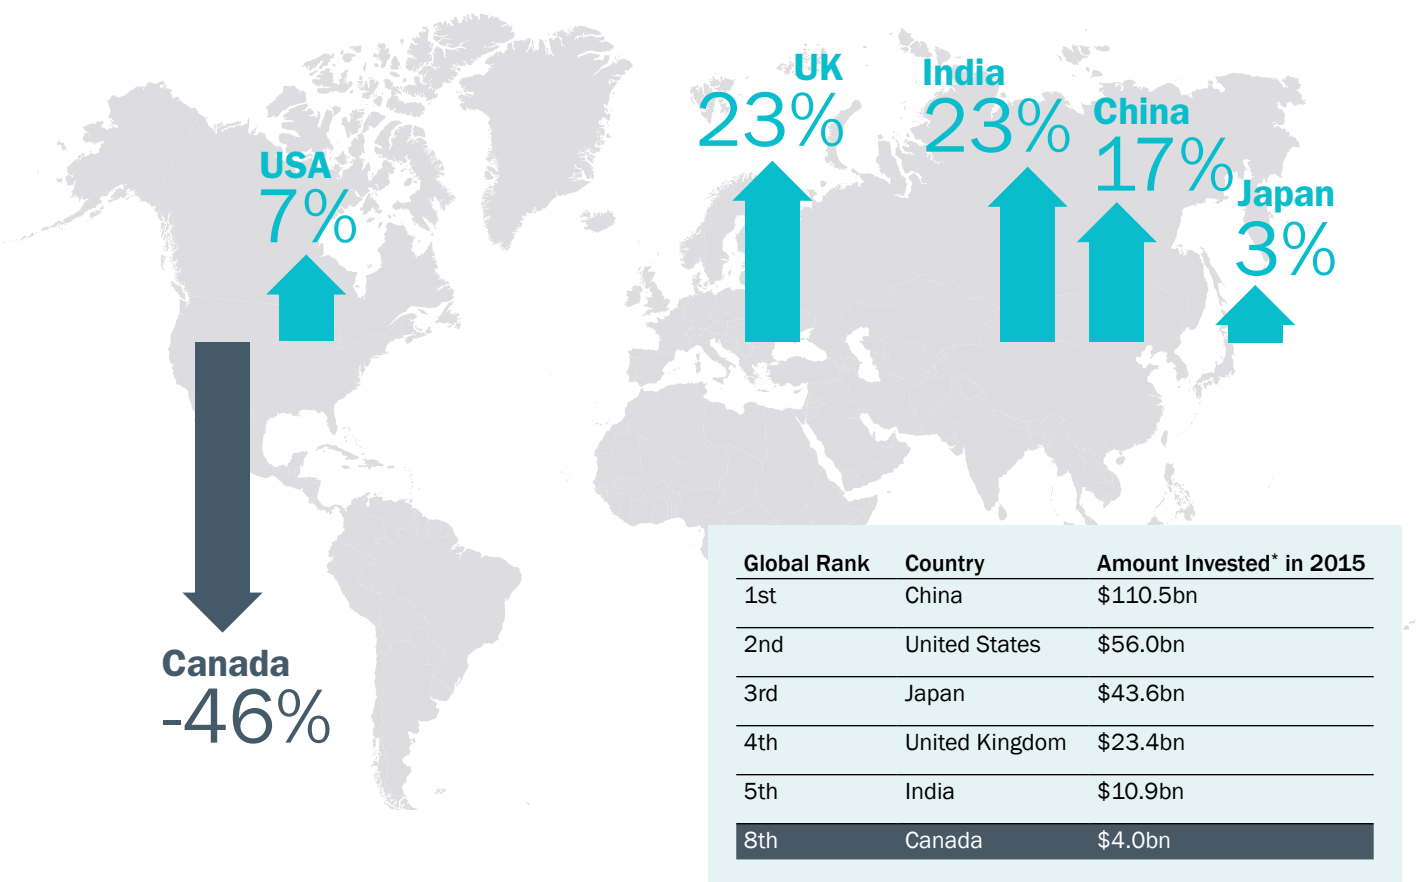 UK
23%
India
23%
China
17%
USA
7%
Japan
3%
Canada
-46%
Global Rank Country Amount Invested* in 2015
1st China $110.5bn
2nd United States $56.0bn
3rd Japan $43.6bn
4th United Kingdom $23.4bn
5th India $10.9bn
8th Canada $4.0bn